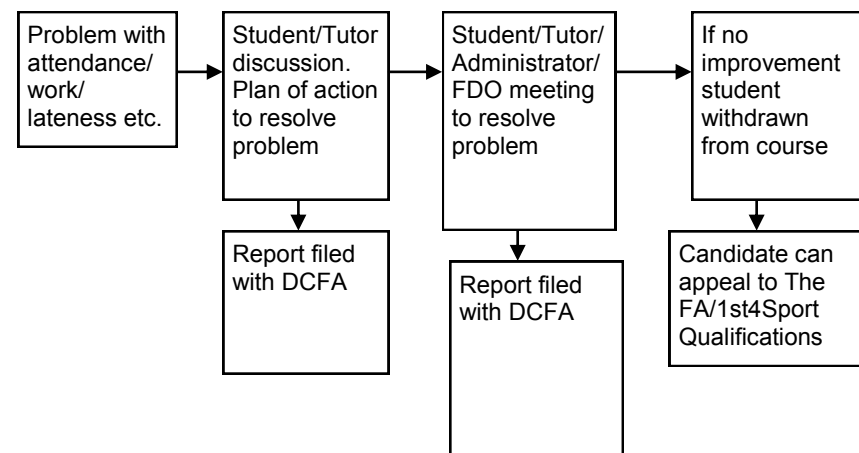 Problem with
attendance/
work/
lateness etc.
Student/Tutor
discussion.
Plan of action
to resolve
problem
Student/Tutor/
Administrator/
FDO meeting
to resolve
problem
If no
improvement
student
withdrawn
from course
Report filed
with DCFA
Report filed
with DCFA
Candidate can
appeal to The
FA/1st4Sport
Qualifications